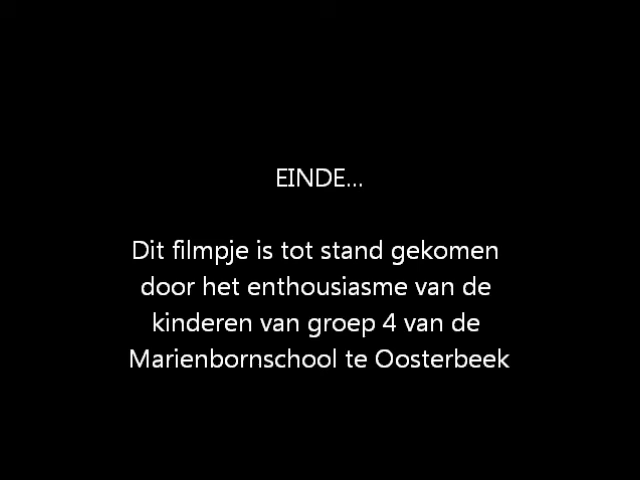 EINDE...
Dit filmpje is tot stand gekomen
door het enthousiasme van de
kinderen van groep 4 van de
Marienbornschool te Oosterbeek